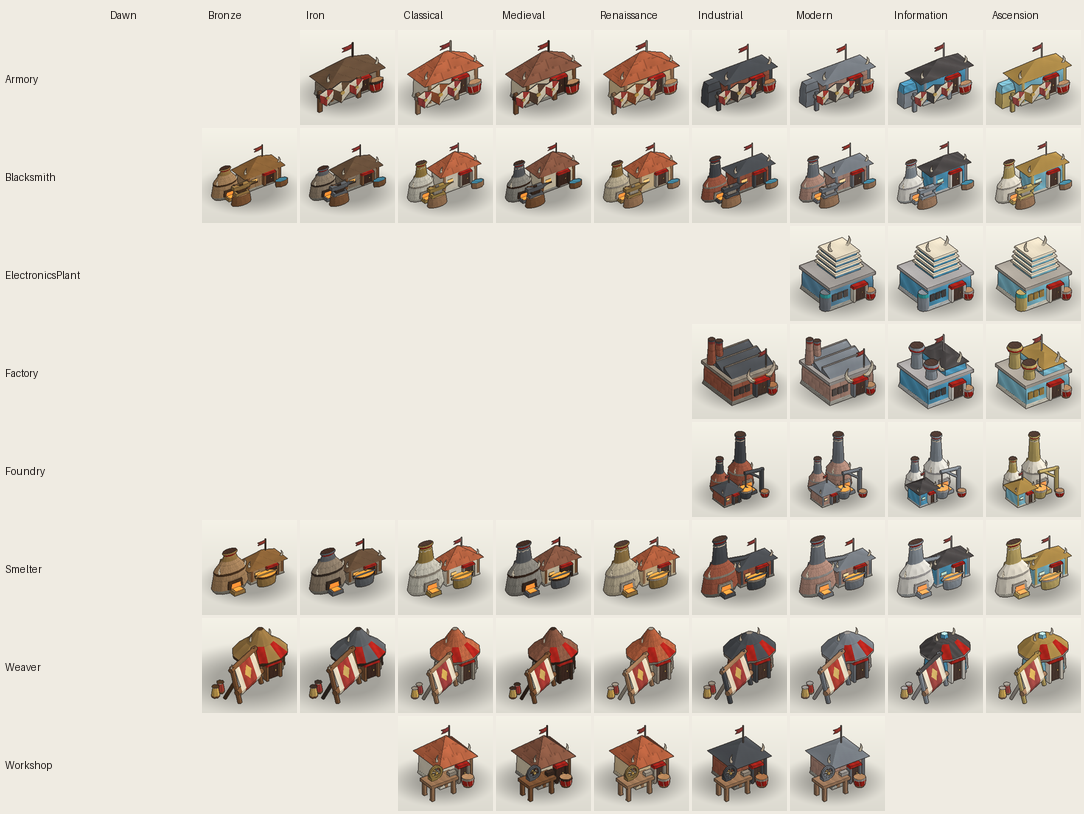 Dawn Bronze Iron Classical Medieval Renaissance Industrial Modern Information Ascension
Armory
Blacksmith
ElectronicsPlant
Factory
Foundry
Smelter
Weaver
Workshop